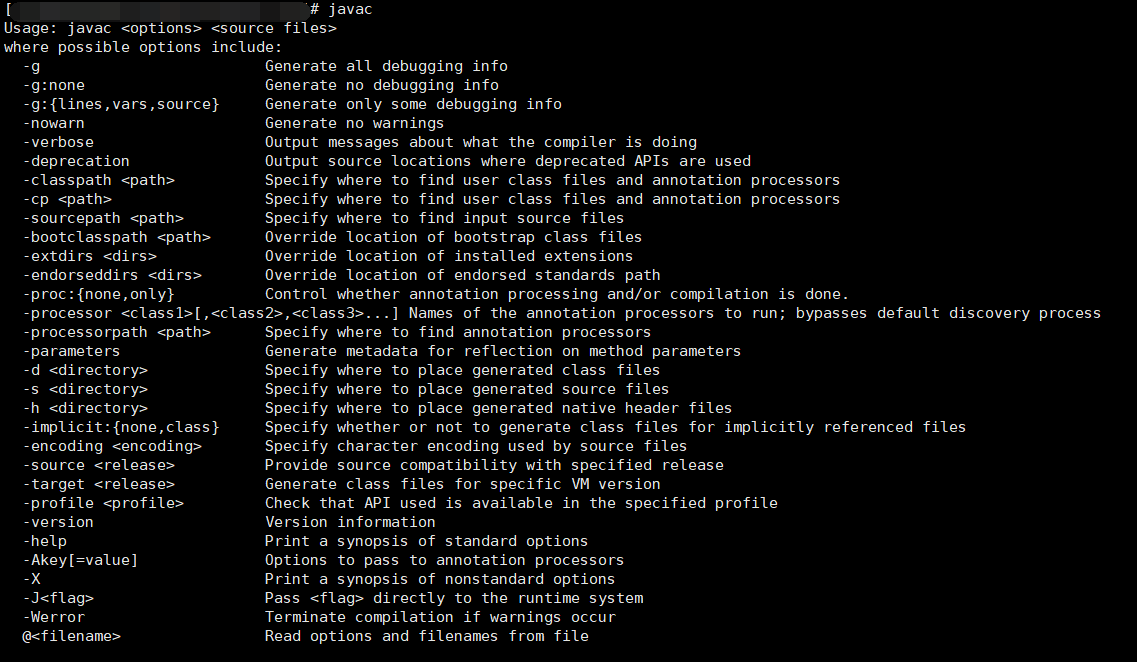 [ # javac
Usage: javac <options> <source files>
where possible options include:
  -g                         Generate all debugging info
  -g:none                    Generate no debugging info
  -g:{lines,vars,source}     Generate only some debugging info
  -nowarn                    Generate no warnings
  -verbose                   Output messages about what the compiler is doing
  -deprecation               Output source locations where deprecated APIs are used
  -classpath <path>          Specify where to find user class files and annotation processors
  -cp <path>                 Specify where to find user class files and annotation processors
  -sourcepath <path>         Specify where to find input source files
  -bootclasspath <path>      Override location of bootstrap class files
  -extdirs <dirs>            Override location of installed extensions
  -endorseddirs <dirs>       Override location of endorsed standards path
  -proc:{none,only}          Control whether annotation processing and/or compilation is done.
  -processor <class1>[,<class2>,<class3>...] Names of the annotation processors to run; bypasses default discovery process
  -processorpath <path>      Specify where to find annotation processors
  -parameters                Generate metadata for reflection on method parameters
  -d <directory>             Specify where to place generated class files
  -s <directory>             Specify where to place generated source files
  -h <directory>             Specify where to place generated native header files
  -implicit:{none,class}     Specify whether or not to generate class files for implicitly referenced files
  -encoding <encoding>       Specify character encoding used by source files
  -source <release>          Provide source compatibility with specified release
  -target <release>          Generate class files for specific VM version
  -profile <profile>         Check that API used is available in the specified profile
  -version                   Version information
  -help                      Print a synopsis of standard options
  -Akey[=value]              Options to pass to annotation processors
  -X                         Print a synopsis of nonstandard options
  -J<flag>                   Pass <flag> directly to the runtime system
  -Werror                    Terminate compilation if warnings occur
  @<filename>                Read options and filenames from file